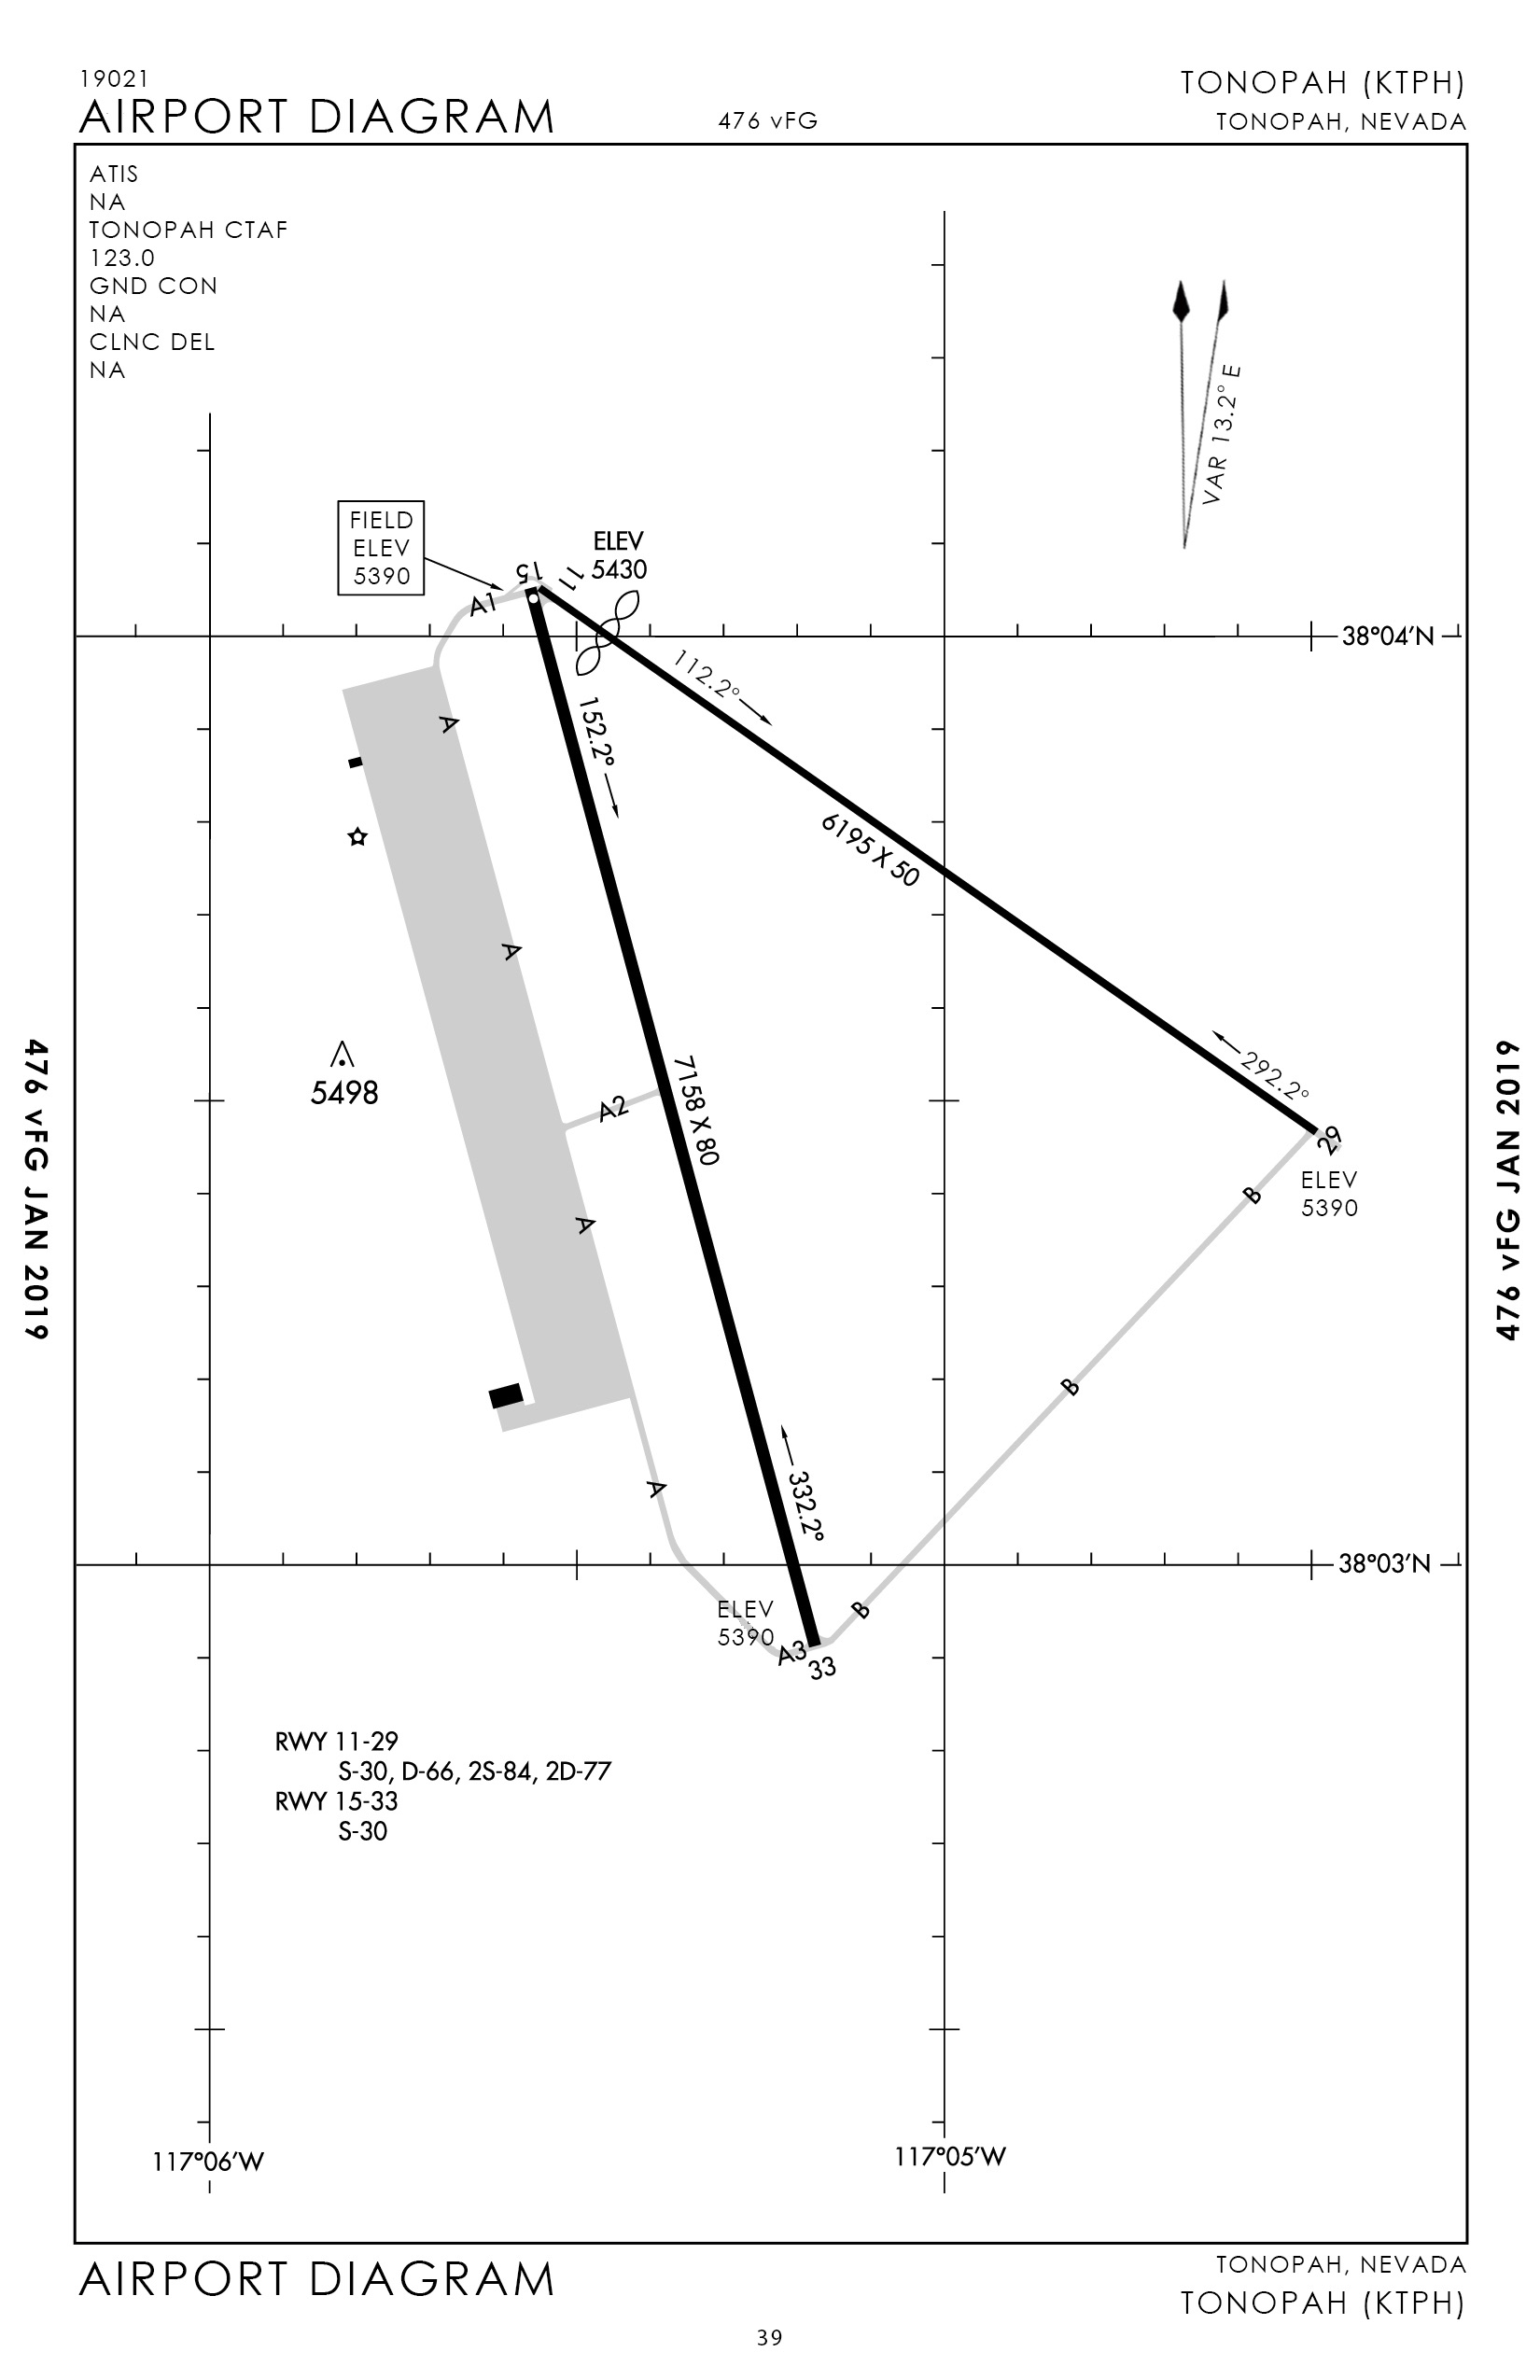 19021
AIRPORT DIAGRAM
476 vFG
TONOPAH (KTPH)
TONOPAH, NEVADA
ATIS
NA
TONOPAH CTAF
123.0
GND CON
NA
CLNC DEL
NA
VAR 13.2° E
FIELD
ELEV
5390
15
11
ELEV
5430
A1
38°04'N
112.2°
152.2°
A
6195 X 50
A
476 vFG JAN 2019
476 vFG JAN 2019
5498
7158 X 80
A2
292.2°
29
ELEV
5390
B
A
B
A
332.2°
38°03'N
ELEV
5390
B
A3
33
RWY 11-29
S-30, D-66, 2S-84, 2D-77
RWY 15-33
S-30
117°06'W
117°05'W
AIRPORT DIAGRAM
TONOPAH, NEVADA
TONOPAH (KTPH)
39